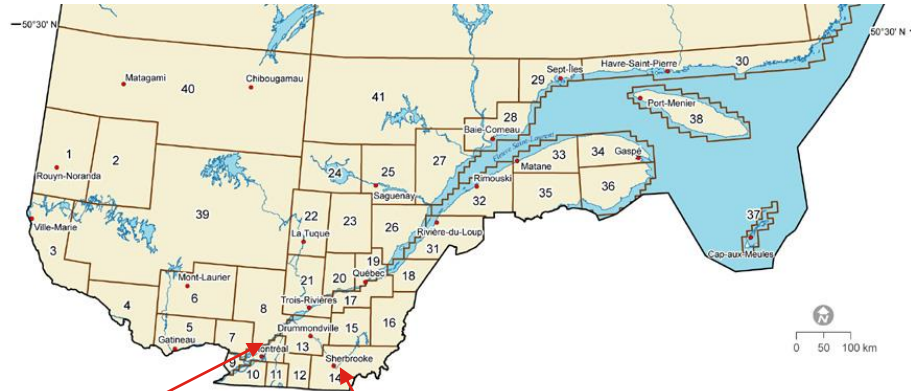 50°30' N
50°30' N
Havre-Saint-Pierre
30
Sept-Îles
29
Matagami
40
Chibougamau
41
Port-Menier
38
28
Baie-Comeau
Fleuve Saint-Laurent
1
2
Rouyn-Noranda
24
25
Saguenay
27
Matane
33
34
Gaspé
Rimouski
32
35
36
39
22
La Tuque
23
26
Rivière-du-Loup
31
Ville-Marie
3
37
Cap-aux-Meules
Mont-Laurier
6
4
8
21
20
19
Québec
18
Trois-Rivières
17
5
Gatineau
7
Drummondville
15
16
13
Montréal
9
10
11
12
14
Sherbrooke
N
0 50 100 km